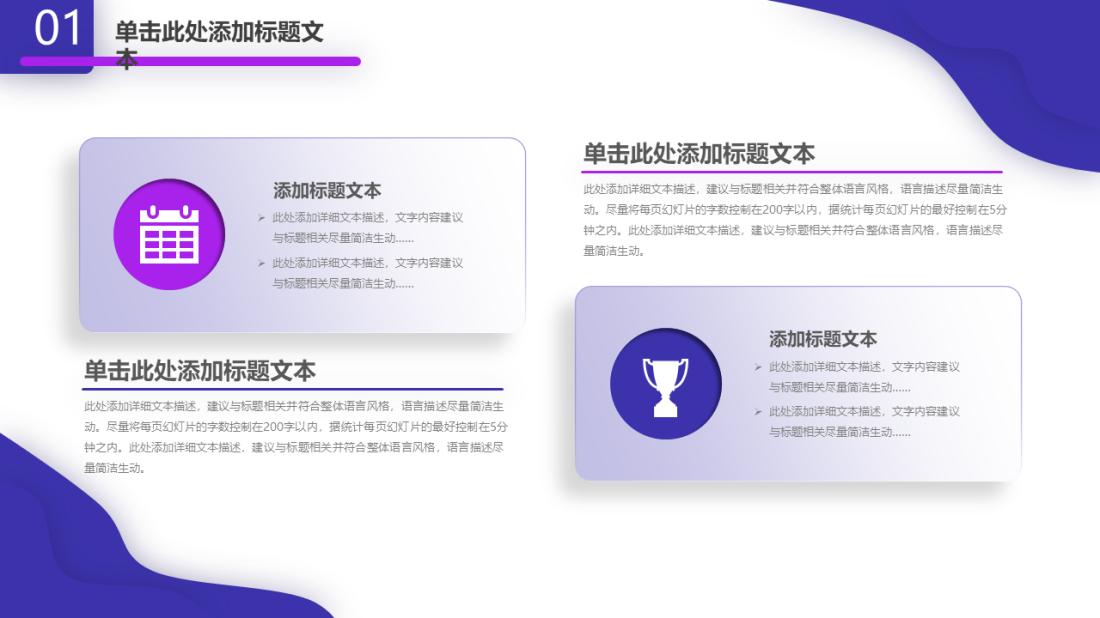 01
单击此处添加标题文
本
添加标题文本
➢ 此处添加详细文本描述，文字内容建议
与标题相关尽量简洁生动……
➢ 此处添加详细文本描述，文字内容建议
与标题相关尽量简洁生动……
单击此处添加标题文本
此处添加详细文本描述，建议与标题相关并符合整体语言风格，语言描述尽量简洁生
动。尽量将每页幻灯片的字数控制在200字以内，据统计每页幻灯片的最好控制在5分
钟之内。此处添加详细文本描述，建议与标题相关并符合整体语言风格，语言描述尽
量简洁生动。
单击此处添加标题文本
此处添加详细文本描述，建议与标题相关并符合整体语言风格，语言描述尽量简洁生
动。尽量将每页幻灯片的字数控制在200字以内，据统计每页幻灯片的最好控制在5分
钟之内。此处添加详细文本描述，建议与标题相关并符合整体语言风格，语言描述尽
量简洁生动。
添加标题文本
➢ 此处添加详细文本描述，文字内容建议
与标题相关尽量简洁生动……
➢ 此处添加详细文本描述，文字内容建议
与标题相关尽量简洁生动……